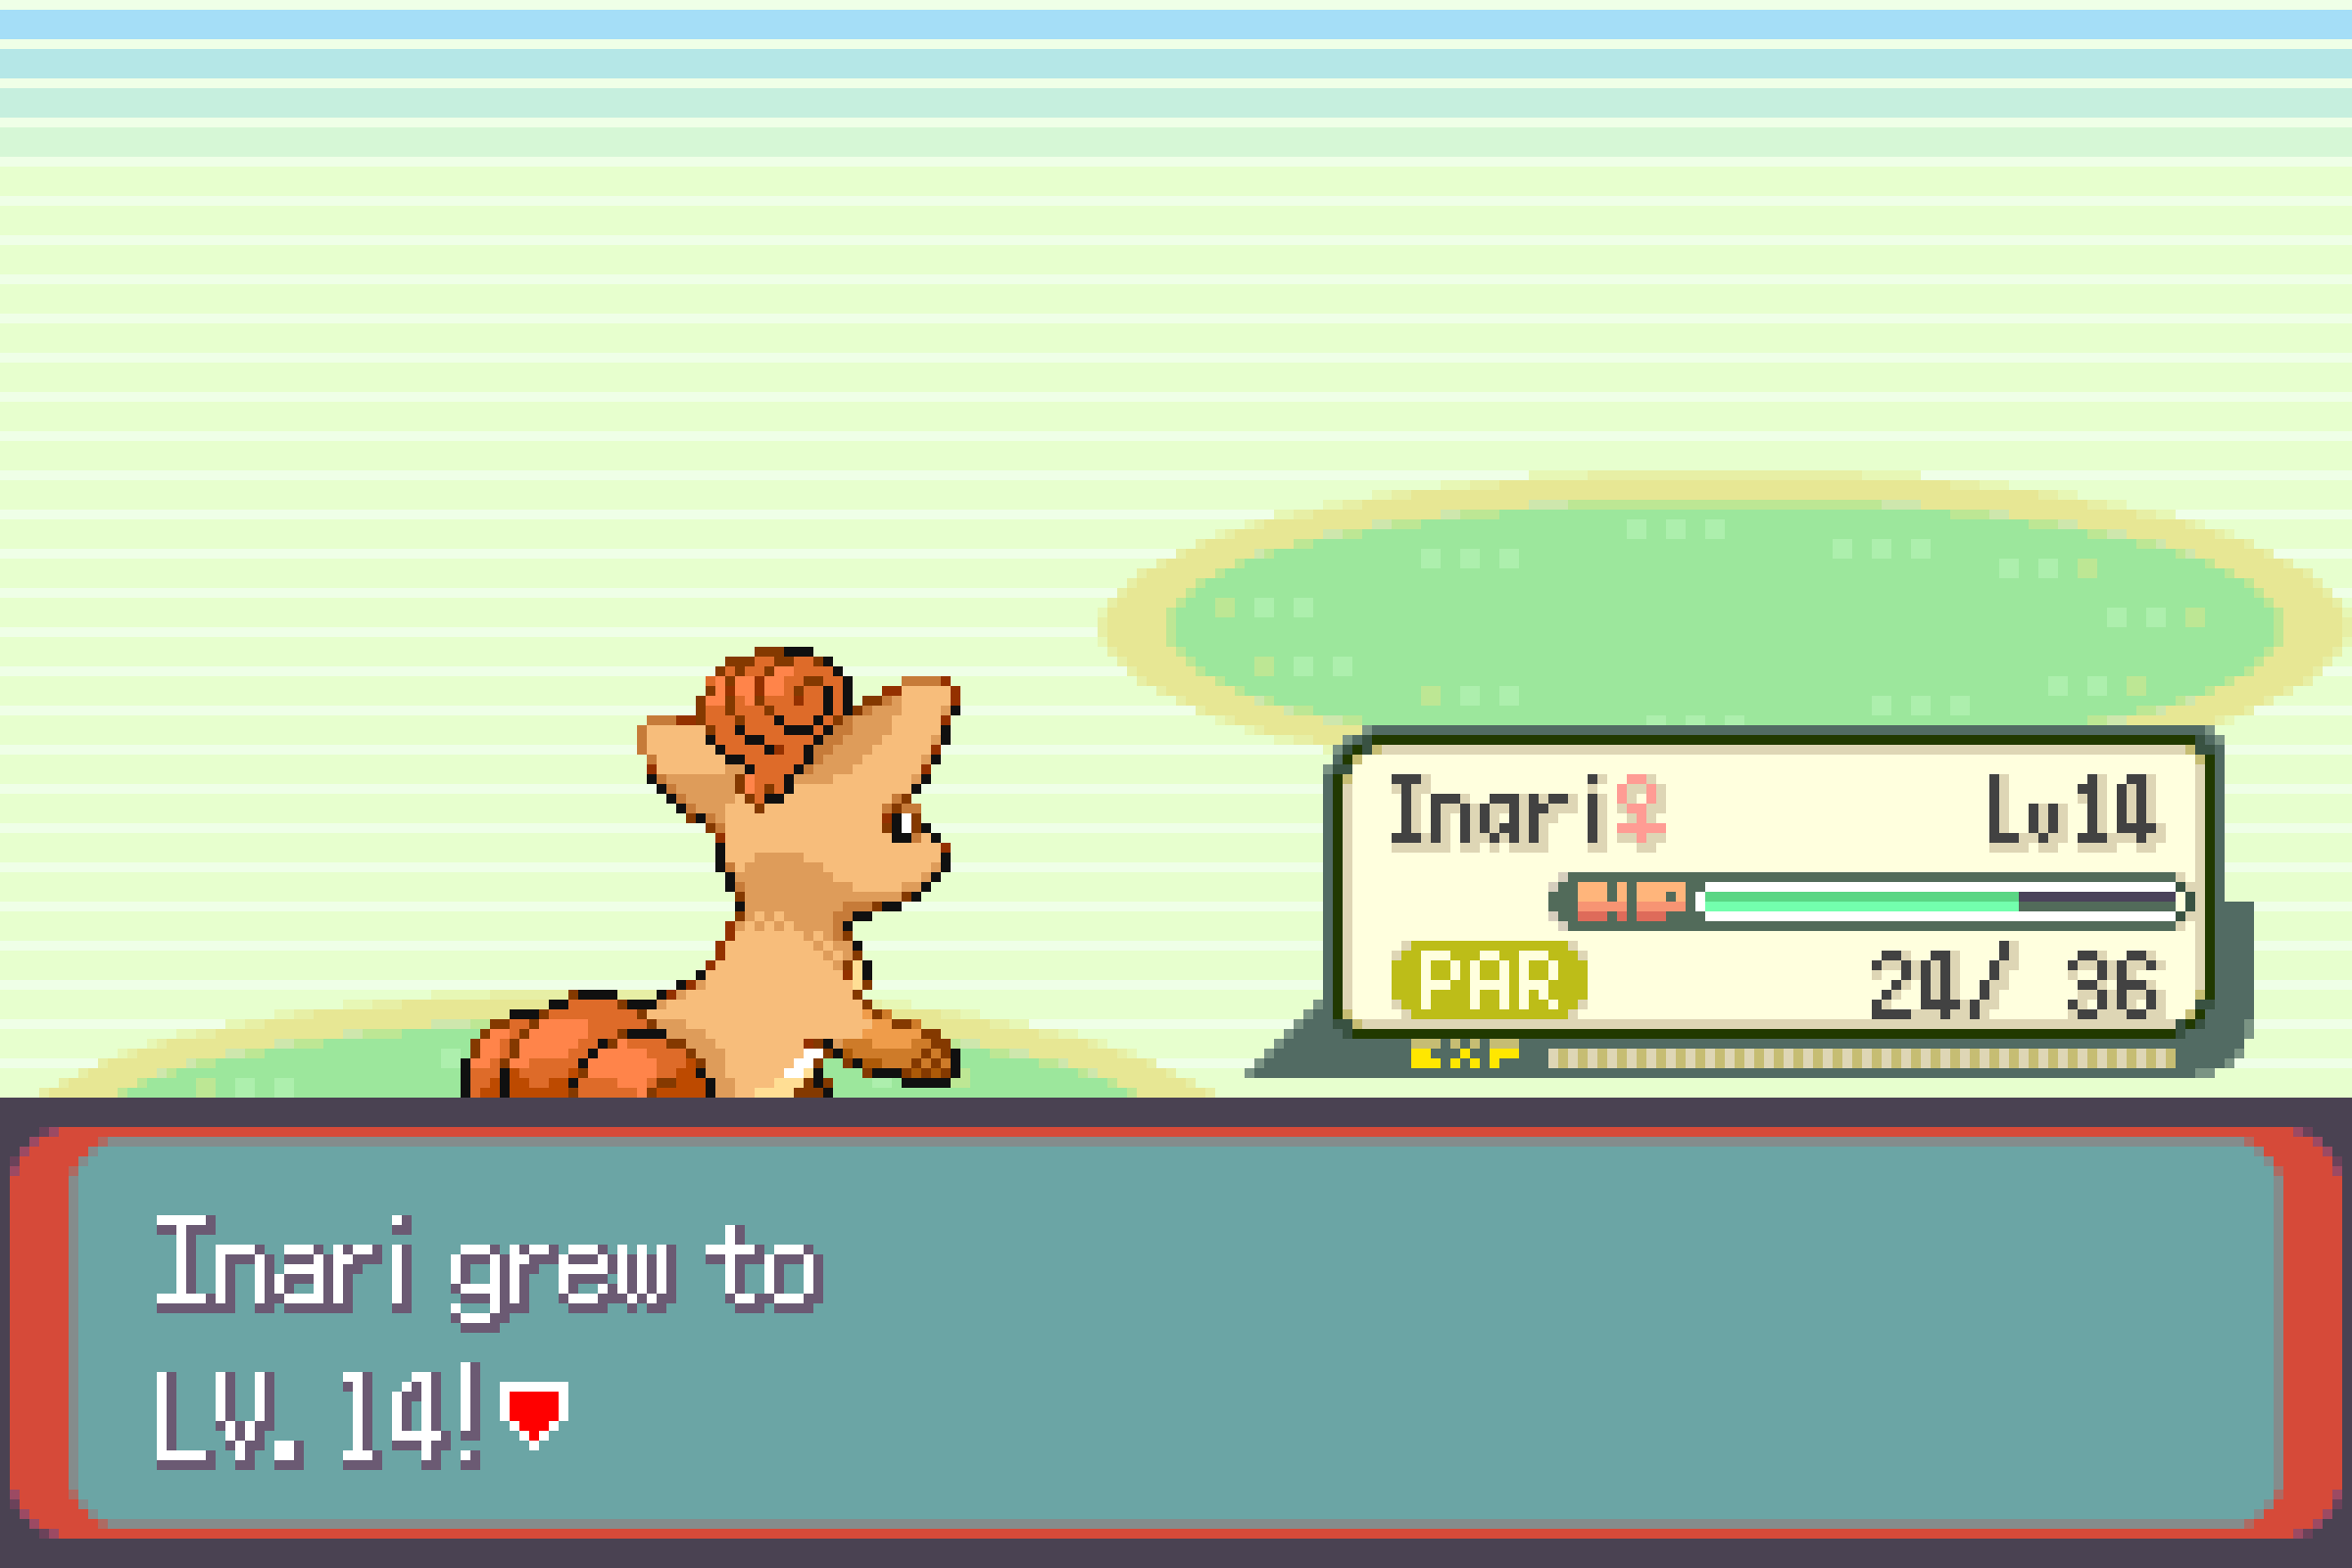 Inari♀ Lv14
HP
PAR 24/ 36
EXP
Inari grew to
LV. 14!♥